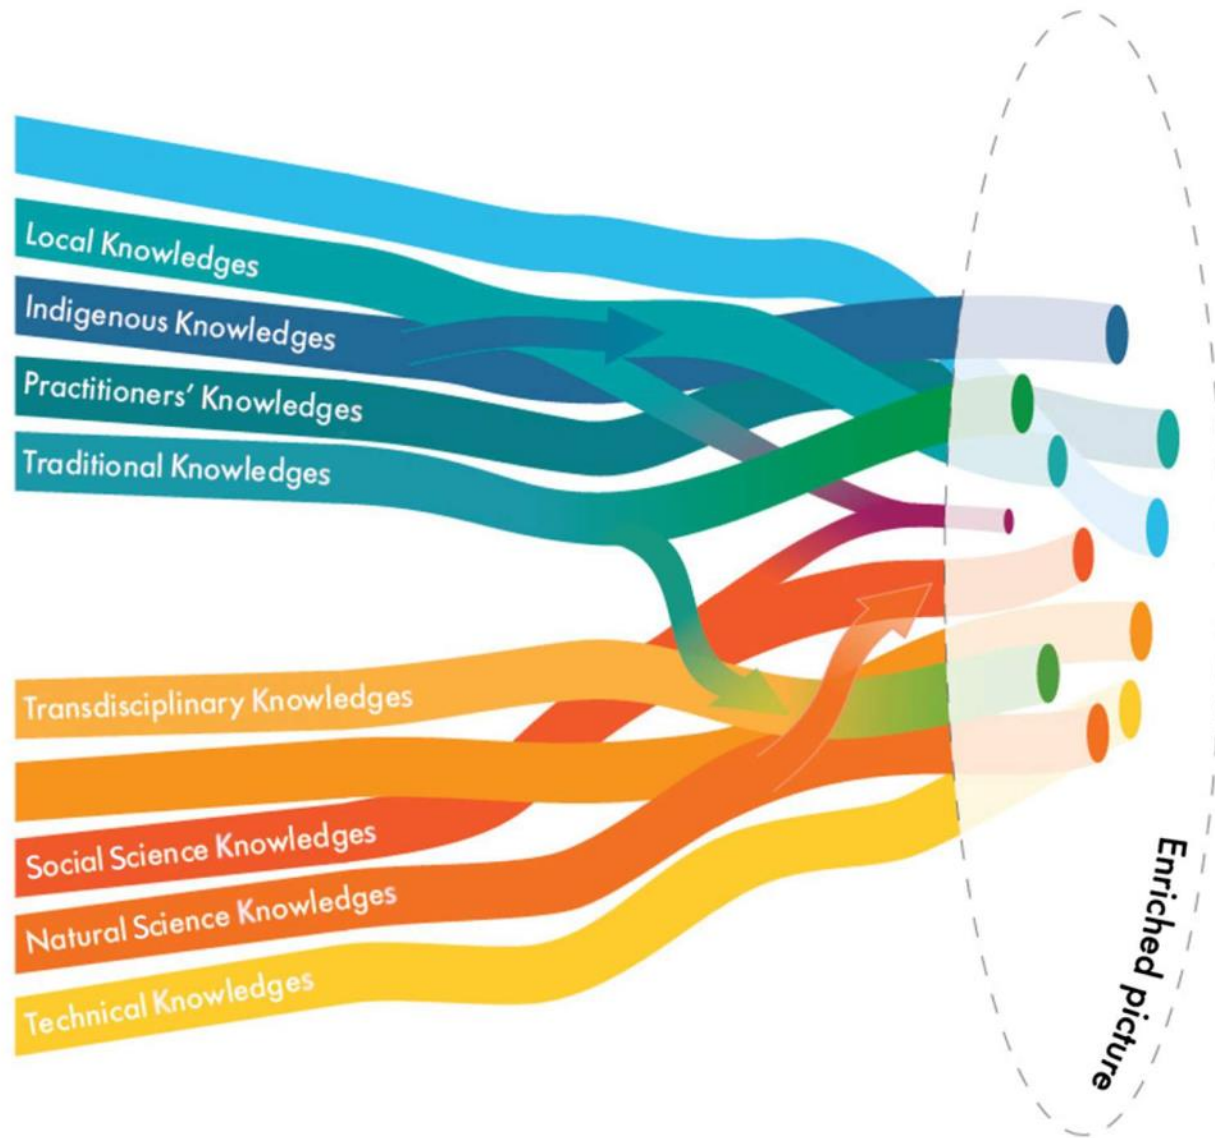 Local Knowledges
Indigenous Knowledges
Practitioners’ Knowledges
Traditional Knowledges
Transdisciplinary Knowledges
Social Science Knowledges
Natural Science Knowledges
Technical Knowledges
Enriched picture